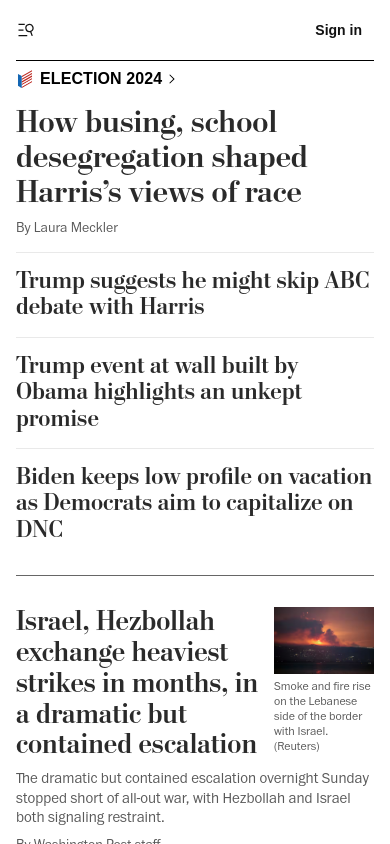 Sign in
ELECTION 2024
How busing, school
desegregation shaped
Harris’s views of race
By Laura Meckler
Trump suggests he might skip ABC
debate with Harris
Trump event at wall built by
Obama highlights an unkept
promise
Biden keeps low profile on vacation
as Democrats aim to capitalize on
DNC
Israel, Hezbollah
exchange heaviest
strikes in months, in
a dramatic but
contained escalation
Smoke and fire rise
on the Lebanese
side of the border
with Israel.
(Reuters)
The dramatic but contained escalation overnight Sunday
stopped short of all-out war, with Hezbollah and Israel
both signaling restraint.
By Washington Post staff